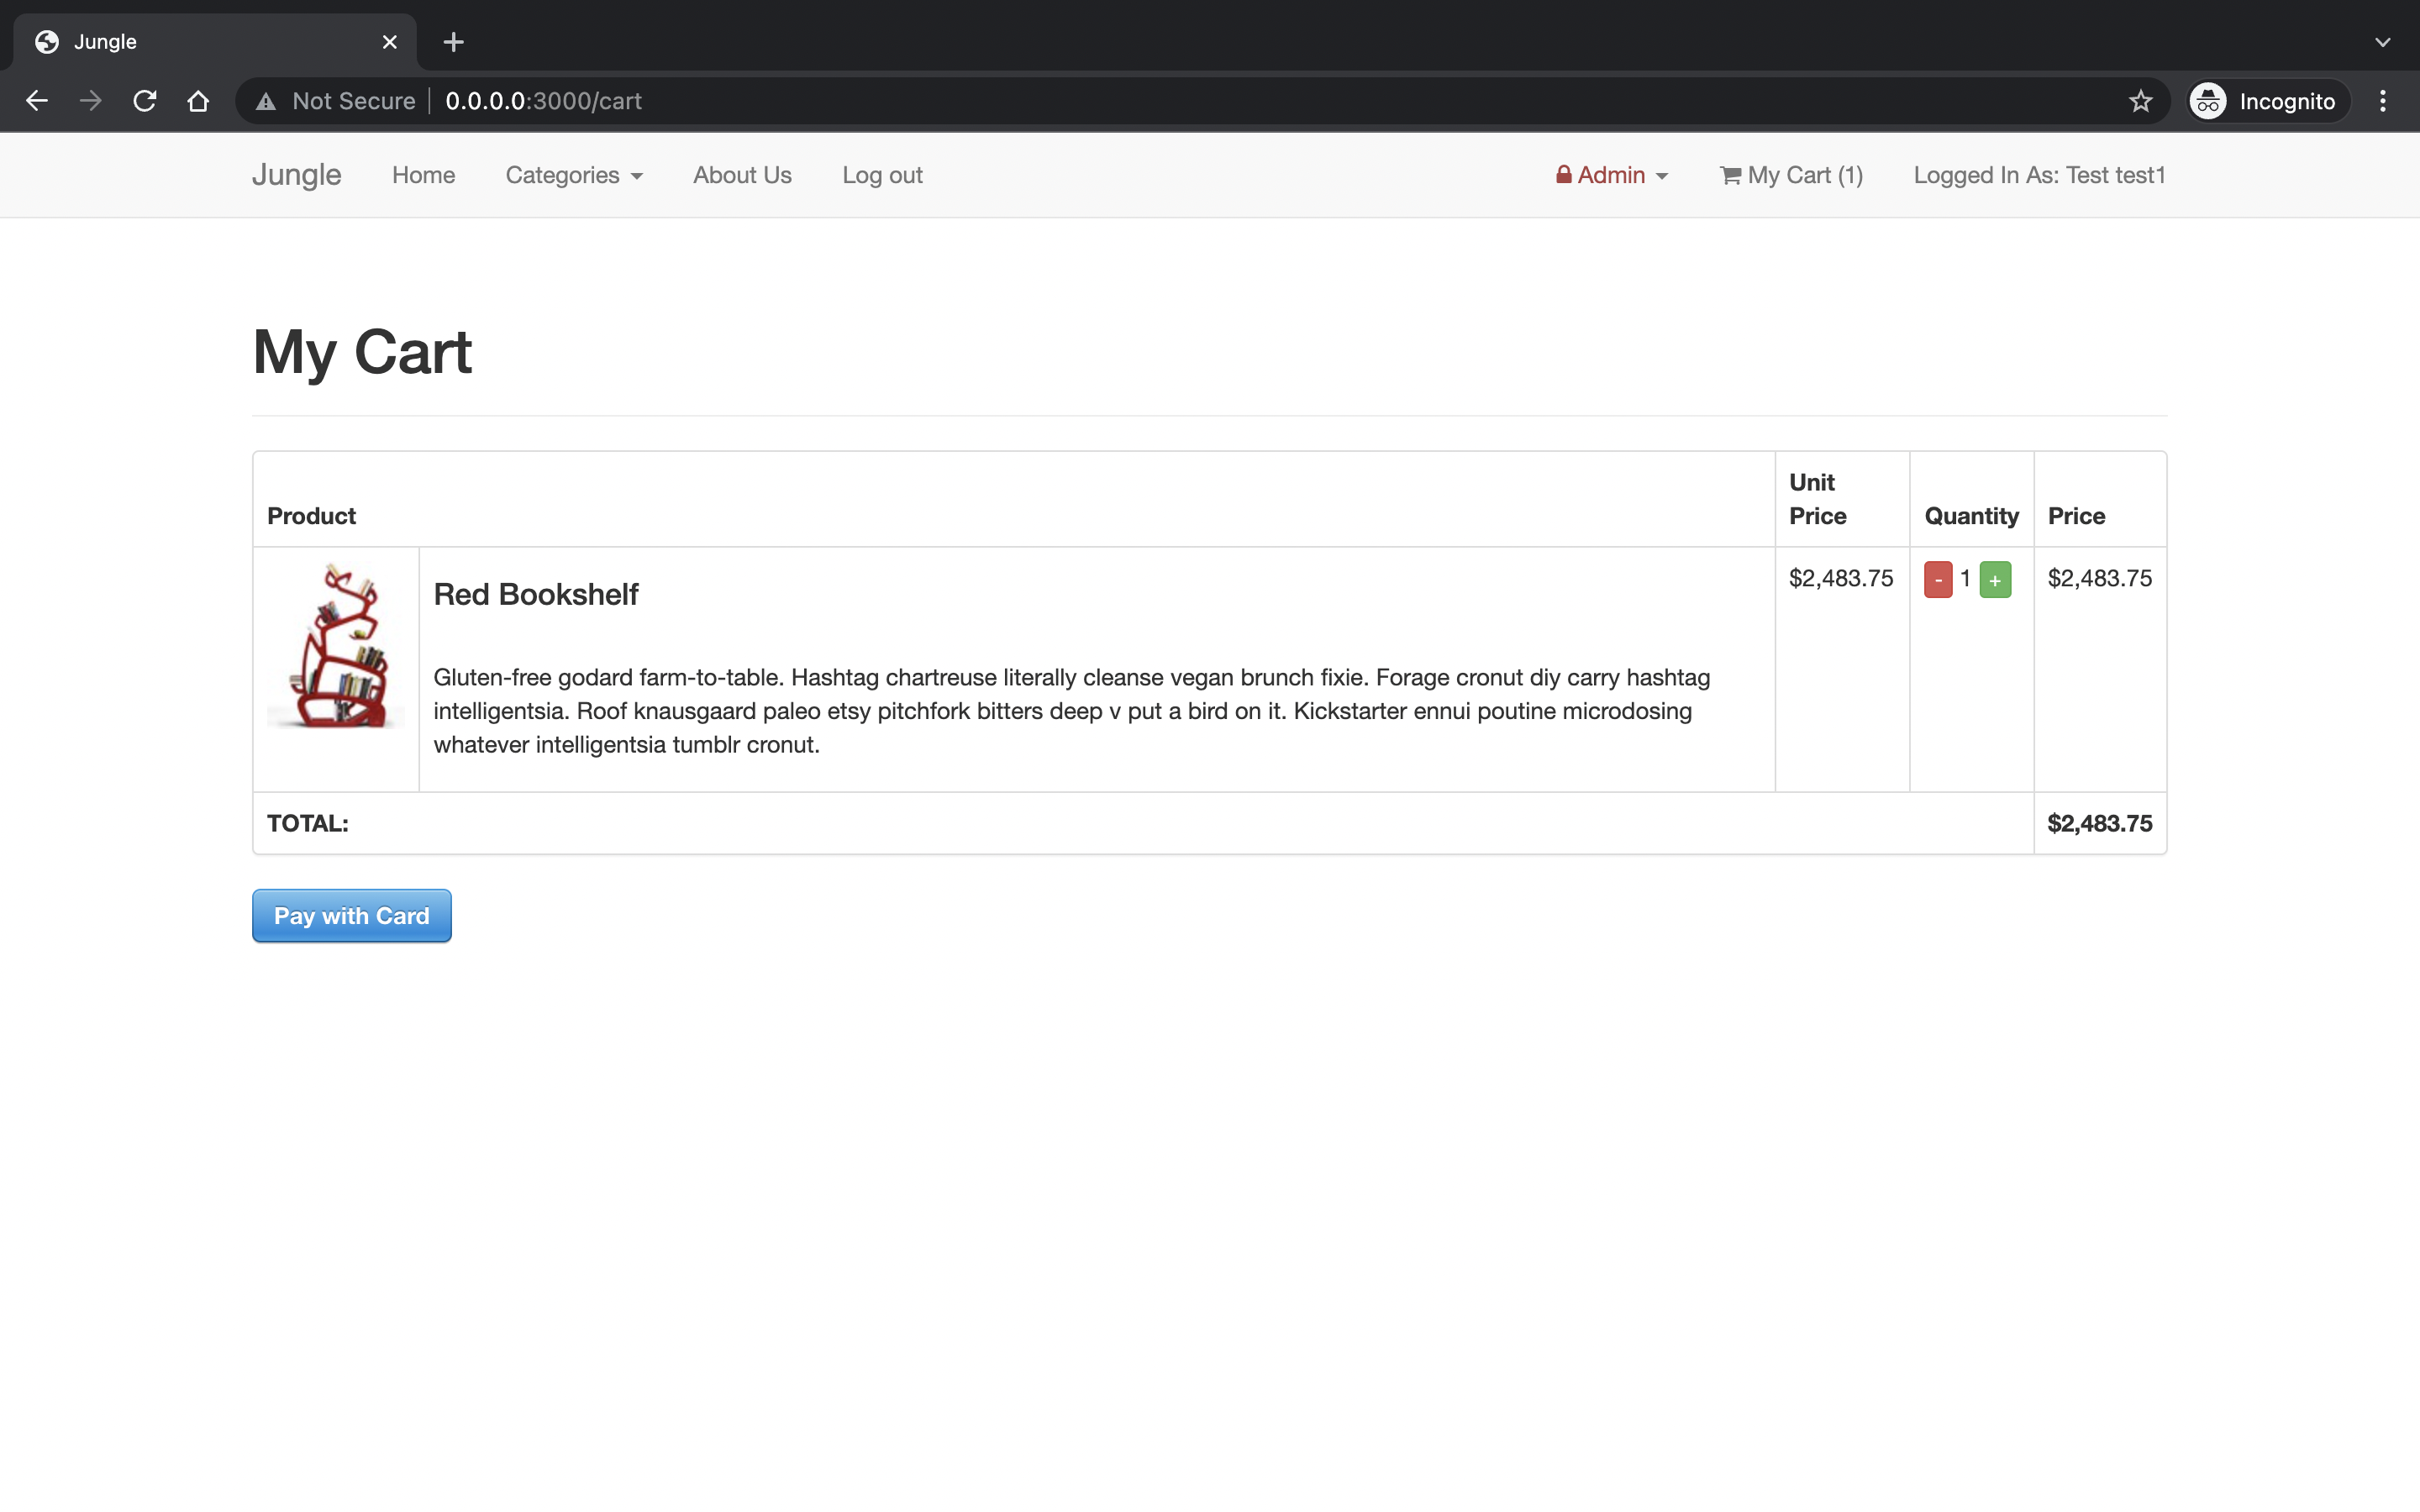 Jungle
Not Secure 0.0.0.0:3000/cart
Incognito
Jungle Home Categories About Us Log out Admin My Cart (1) Logged In As: Test test1
My Cart
Product Unit Price Quantity Price
Red Bookshelf $2,483.75 - 1 + $2,483.75
Gluten-free godard farm-to-table. Hashtag chartreuse literally cleanse vegan brunch fixie. Forage cronut diy carry hashtag
intelligentsia. Roof knausgaard paleo etsy pitchfork bitters deep v put a bird on it. Kickstarter ennui poutine microdosing
whatever intelligentsia tumblr cronut.
TOTAL: $2,483.75
Pay with Card